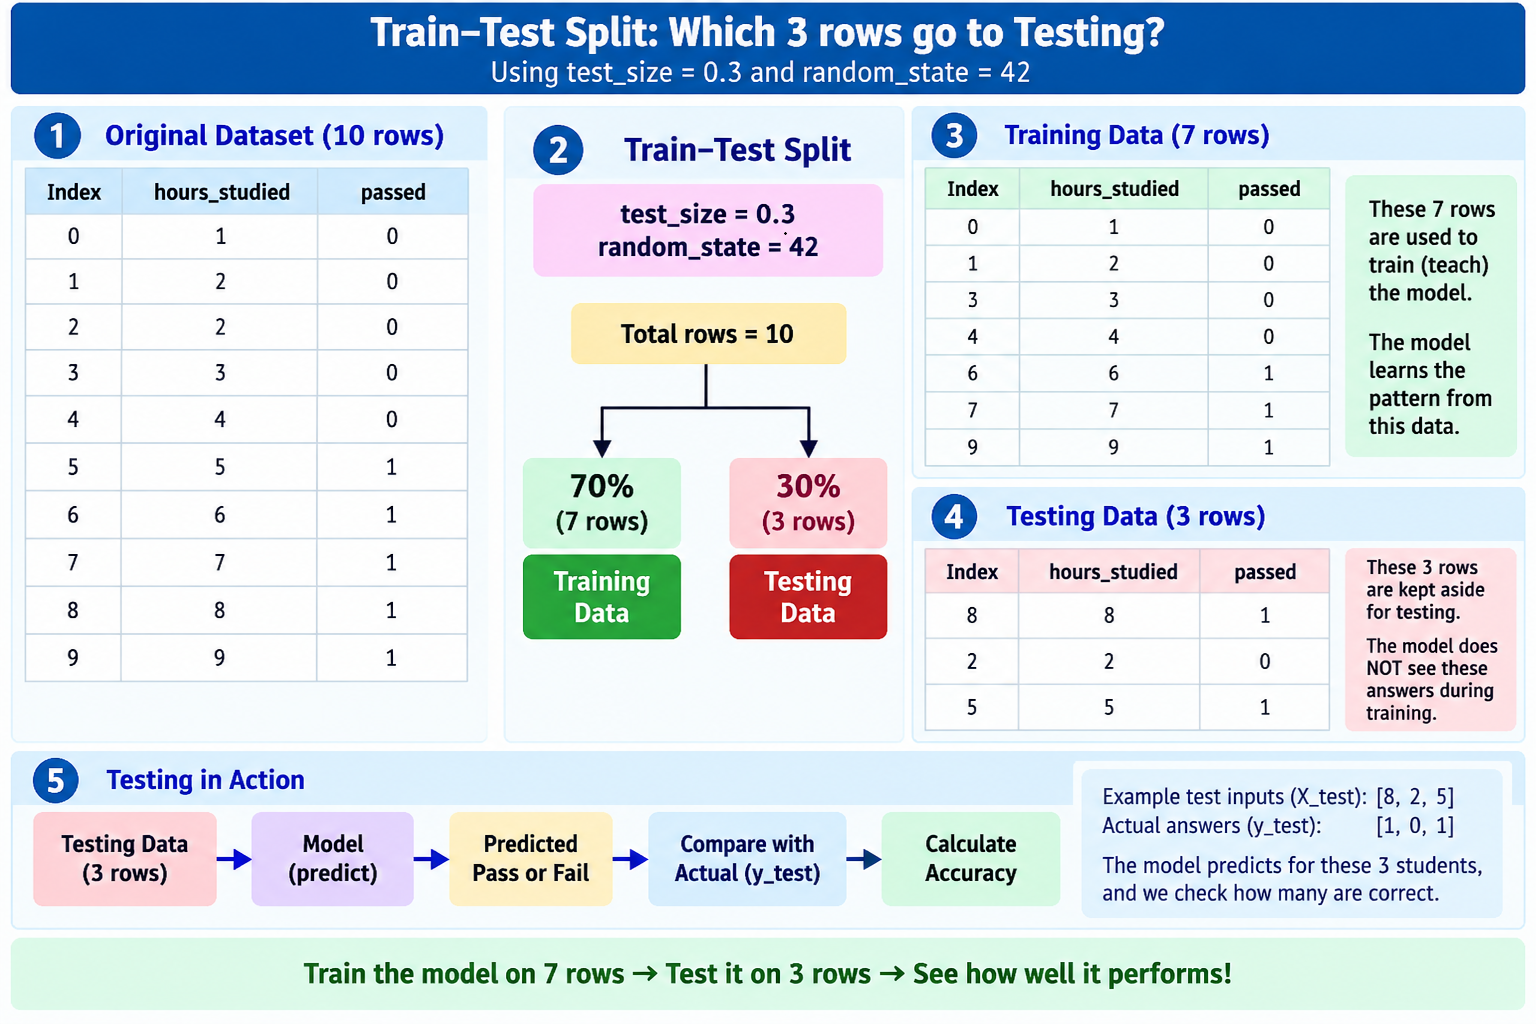 Train–Test Split: Which 3 rows go to Testing?
Using test_size = 0.3 and random_state = 42
1 Original Dataset (10 rows)
Index hours_studied passed
0 1 0
1 2 0
2 2 0
3 3 0
4 4 0
5 5 1
6 6 1
7 7 1
8 8 1
9 9 1
2 Train–Test Split
test_size = 0.3
random_state = 42
Total rows = 10
70%
(7 rows)
Training
Data
30%
(3 rows)
Testing
Data
3 Training Data (7 rows)
Index hours_studied passed
0 1 0
1 2 0
3 3 0
4 4 0
6 6 1
7 7 1
9 9 1
These 7 rows
are used to
train (teach)
the model.
The model
learns the
pattern from
this data.
4 Testing Data (3 rows)
Index hours_studied passed
8 8 1
2 2 0
5 5 1
These 3 rows
are kept aside
for testing.
The model does
NOT see these
answers during
training.
5 Testing in Action
Testing Data
(3 rows)
Model
(predict)
Predicted
Pass or Fail
Compare with
Actual (y_test)
Calculate
Accuracy
Example test inputs (X_test): [8, 2, 5]
Actual answers (y_test): [1, 0, 1]
The model predicts for these 3 students,
and we check how many are correct.
Train the model on 7 rows → Test it on 3 rows → See how well it performs!